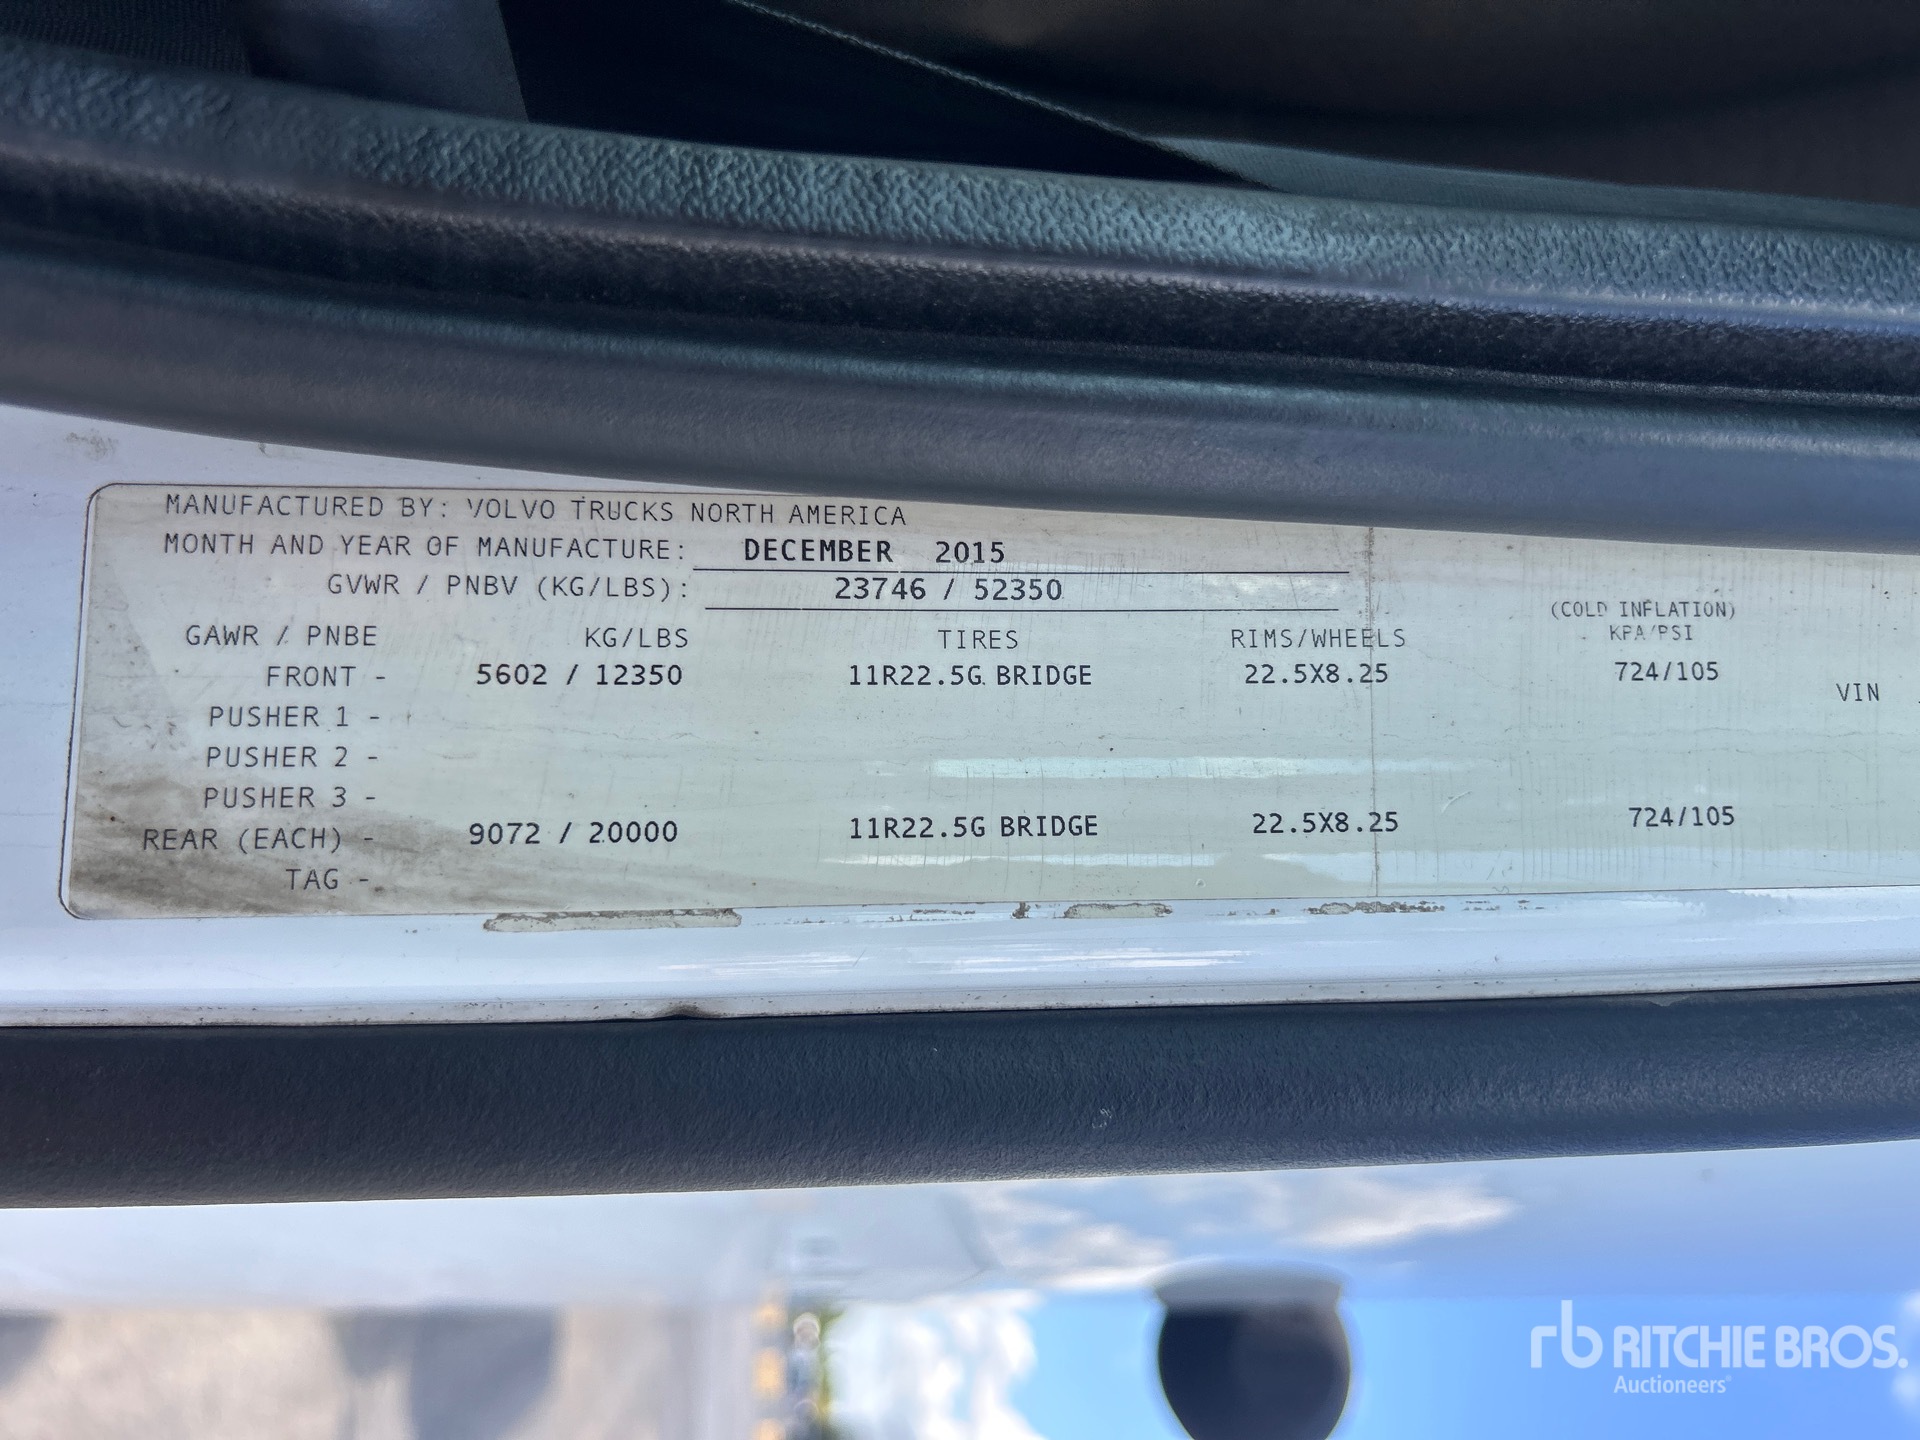 MANUFACTURED BY: VOLVO TRUCKS NORTH AMERICA
MONTH AND YEAR OF MANUFACTURE: DECEMBER 2015
GVWR / PNBV (KG/LBS): 23746 / 52350
(COLD INFLATION)
GAWR / PNBE KG/LBS TIRES RIMS/WHEELS KPA/PSI
FRONT - 5602 / 12350 11R22.5G BRIDGE 22.5X8.25 724/105
VIN
PUSHER 1 -
PUSHER 2 -
PUSHER 3 -
REAR (EACH) - 9072 / 20000 11R22.5G BRIDGE 22.5X8.25 724/105
TAG -
rb RITCHIE BROS.
Auctioneers